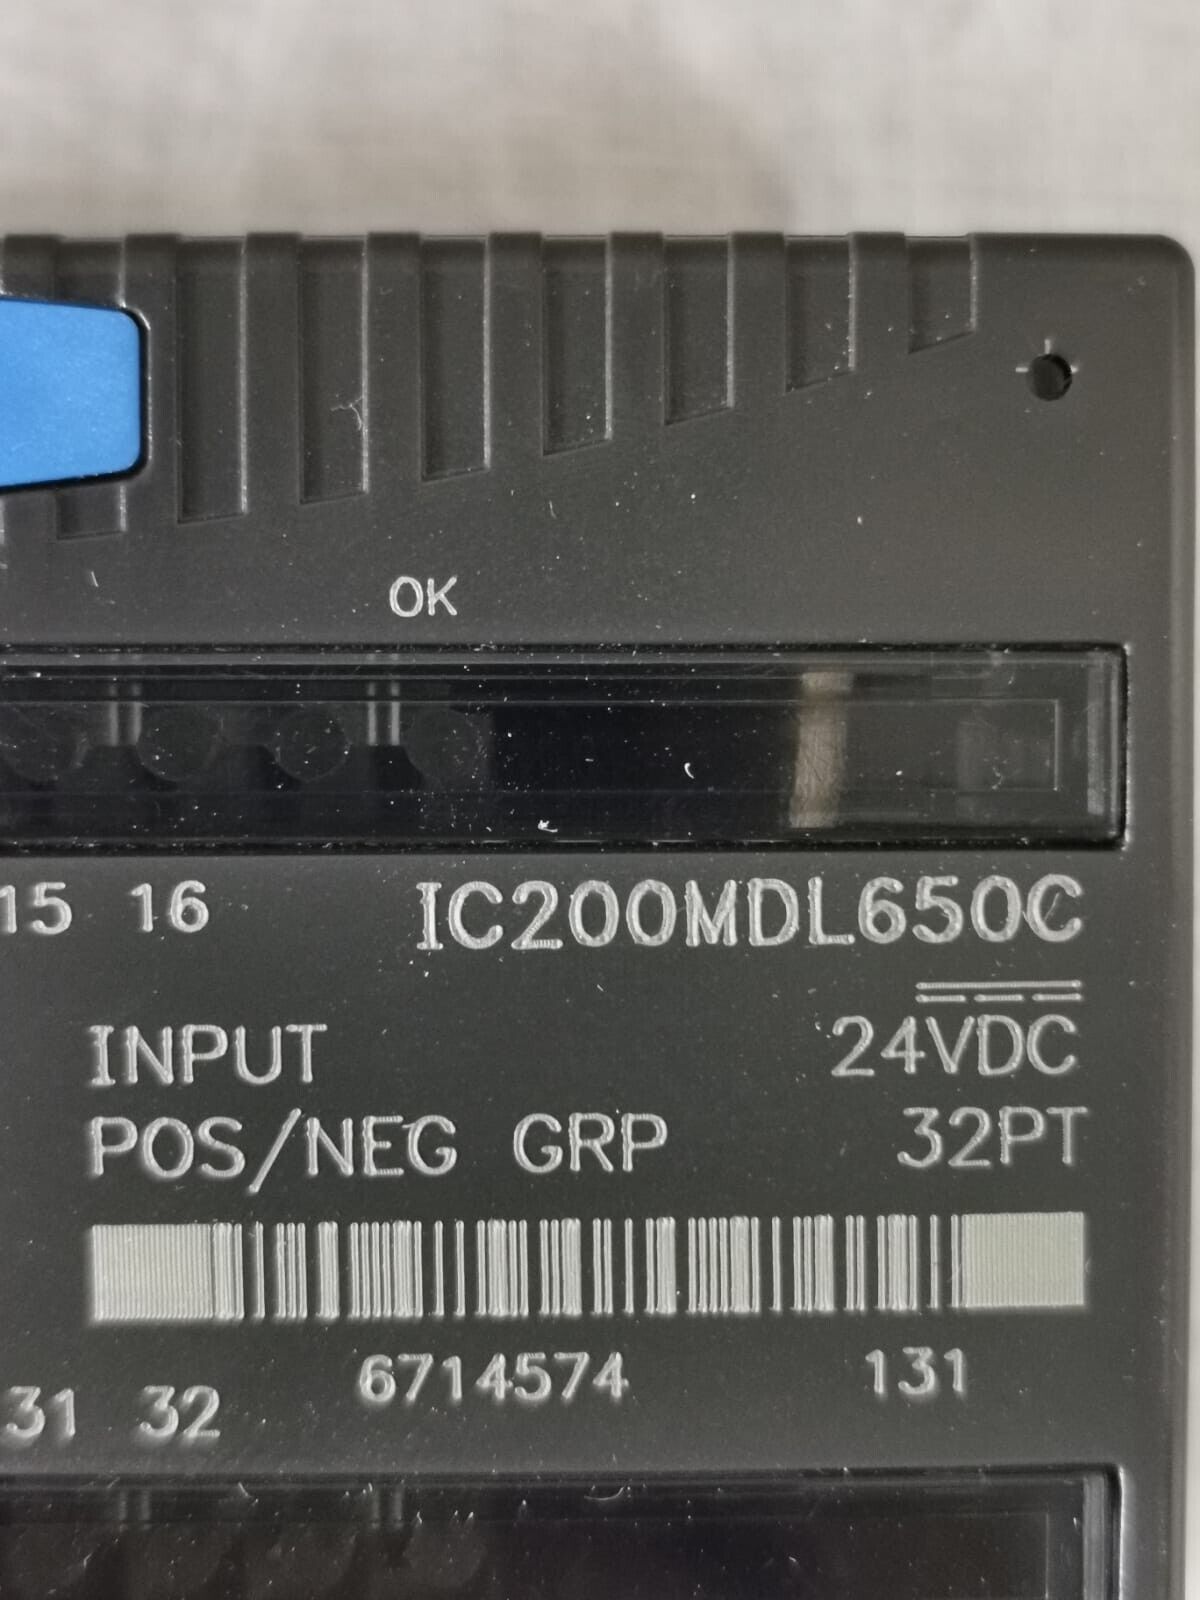 OK
15 16 IC200MDL650C
INPUT 24VDC
POS/NEG GRP 32PT
6714574 131
31 32